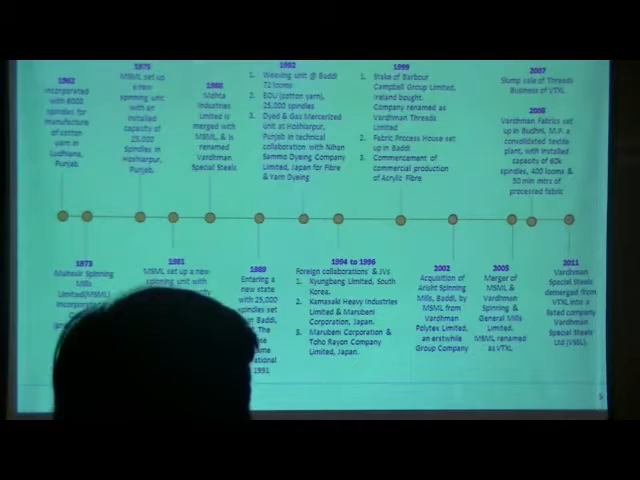 1962
Incorporated
with 6000
spindles for
manufacture
of cotton
yarn in
Ludhiana,
Punjab
MSML set up
a new
spinning unit
with an
installed
capacity of
25,000
Spindles in
Hoshiarpur,
Punjab.
Mahta
Industries
Limited is
merged with
MSML, & is
renamed
Vardhman
Special Steels
1992
1. Weaving unit @ Baddi
72 looms
2. EOU (cotton yarn),
25,000 spindles
3. Dyed & Gas Mercerized
unit at Hoshiarpur,
Punjab in technical
collaboration with Nihan
Sammo Dyeing Company
Limited, Japan for Fibre
& Yarn Dyeing
1999
1. Stake of Barbour
Campbell Group Limited,
Ireland bought.
Company renamed as
Vardhman Threads
Limited
2. Fabric Process House set
up in Baddi
3. Commencement of
commercial production
of Acrylic Fibre
2007
Slump sale of Threads
Business of VTXL
2008
Vardhman Fabrics set
up in Budhni, M.P. a
consolidated textile
plant, with installed
capacity of 60k
spindles, 400 looms &
50 mln mtrs of
processed fabric
1973
Mahavir Spinning
Mills
Limited(MSML)
1981
MSML set up a new
spinning unit with
1989
Entering a
new state
with 25,000
spindles set
at Baddi,
The
1991
1994 to 1996
Foreign collaborations & JVs
1. Kyungbang Limited, South
Korea.
2. Kamasaki Heavy Industries
Limited & Marubeni
Corporation, Japan.
3. Marubeni Corporation &
Toho Rayon Company
Limited, Japan.
2002
Acquisition of
Arisht Spinning
Mills, Baddi, by
MSML from
Vardhman
Polytex Limited,
an erstwhile
Group Company
2005
Merger of
MSML &
Vardhman
Spinning &
General Mills
Limited.
MSML renamed
as VTXL
2011
Vardhman
Special Steels
demerged from
VTXL into a
listed company
Vardhman
Special Steels
Ltd (VSSL).